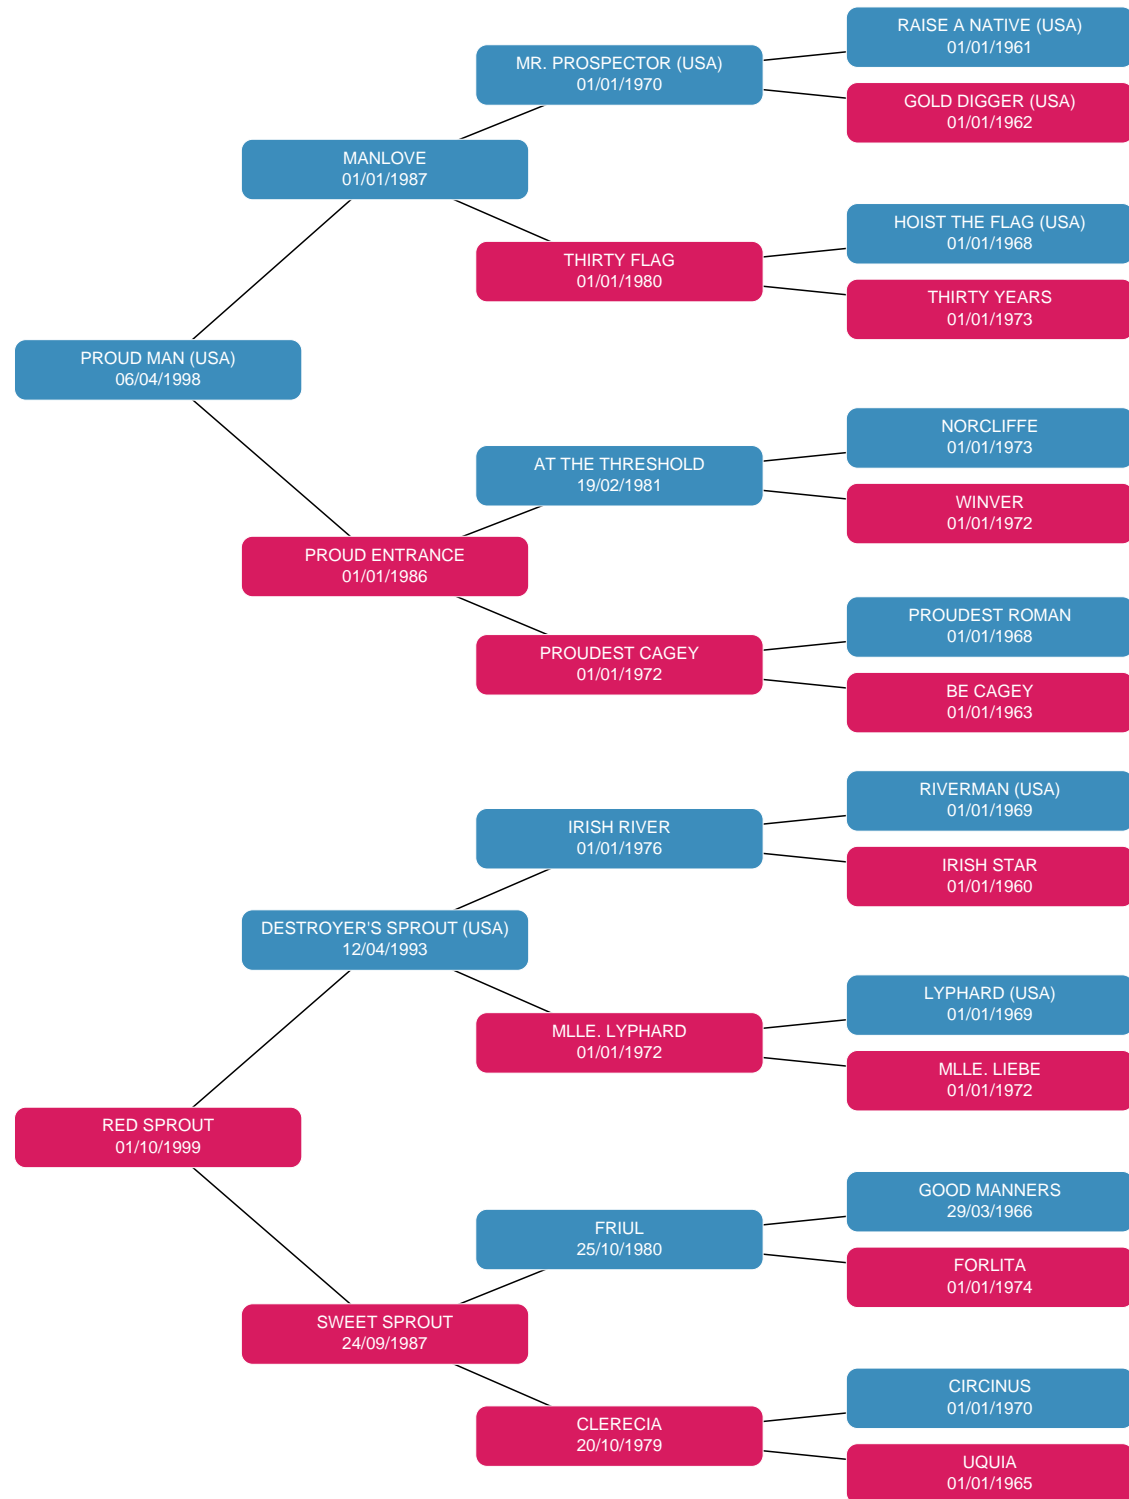 RAISE A NATIVE (USA)
01/01/1961
MR. PROSPECTOR (USA)
01/01/1970
GOLD DIGGER (USA)
01/01/1962
MANLOVE
01/01/1987
HOIST THE FLAG (USA)
01/01/1968
THIRTY FLAG
01/01/1980
THIRTY YEARS
01/01/1973
PROUD MAN (USA)
06/04/1998
NORCLIFFE
01/01/1973
AT THE THRESHOLD
19/02/1981
WINVER
01/01/1972
PROUD ENTRANCE
01/01/1986
PROUDEST ROMAN
01/01/1968
PROUDEST CAGEY
01/01/1972
BE CAGEY
01/01/1963
RIVERMAN (USA)
01/01/1969
IRISH RIVER
01/01/1976
IRISH STAR
01/01/1960
DESTROYER'S SPROUT (USA)
12/04/1993
LYPHARD (USA)
01/01/1969
MLLE. LYPHARD
01/01/1972
MLLE. LIEBE
01/01/1972
RED SPROUT
01/10/1999
GOOD MANNERS
29/03/1966
FRIUL
25/10/1980
FORLITA
01/01/1974
SWEET SPROUT
24/09/1987
CIRCINUS
01/01/1970
CLERECIA
20/10/1979
UQUIA
01/01/1965